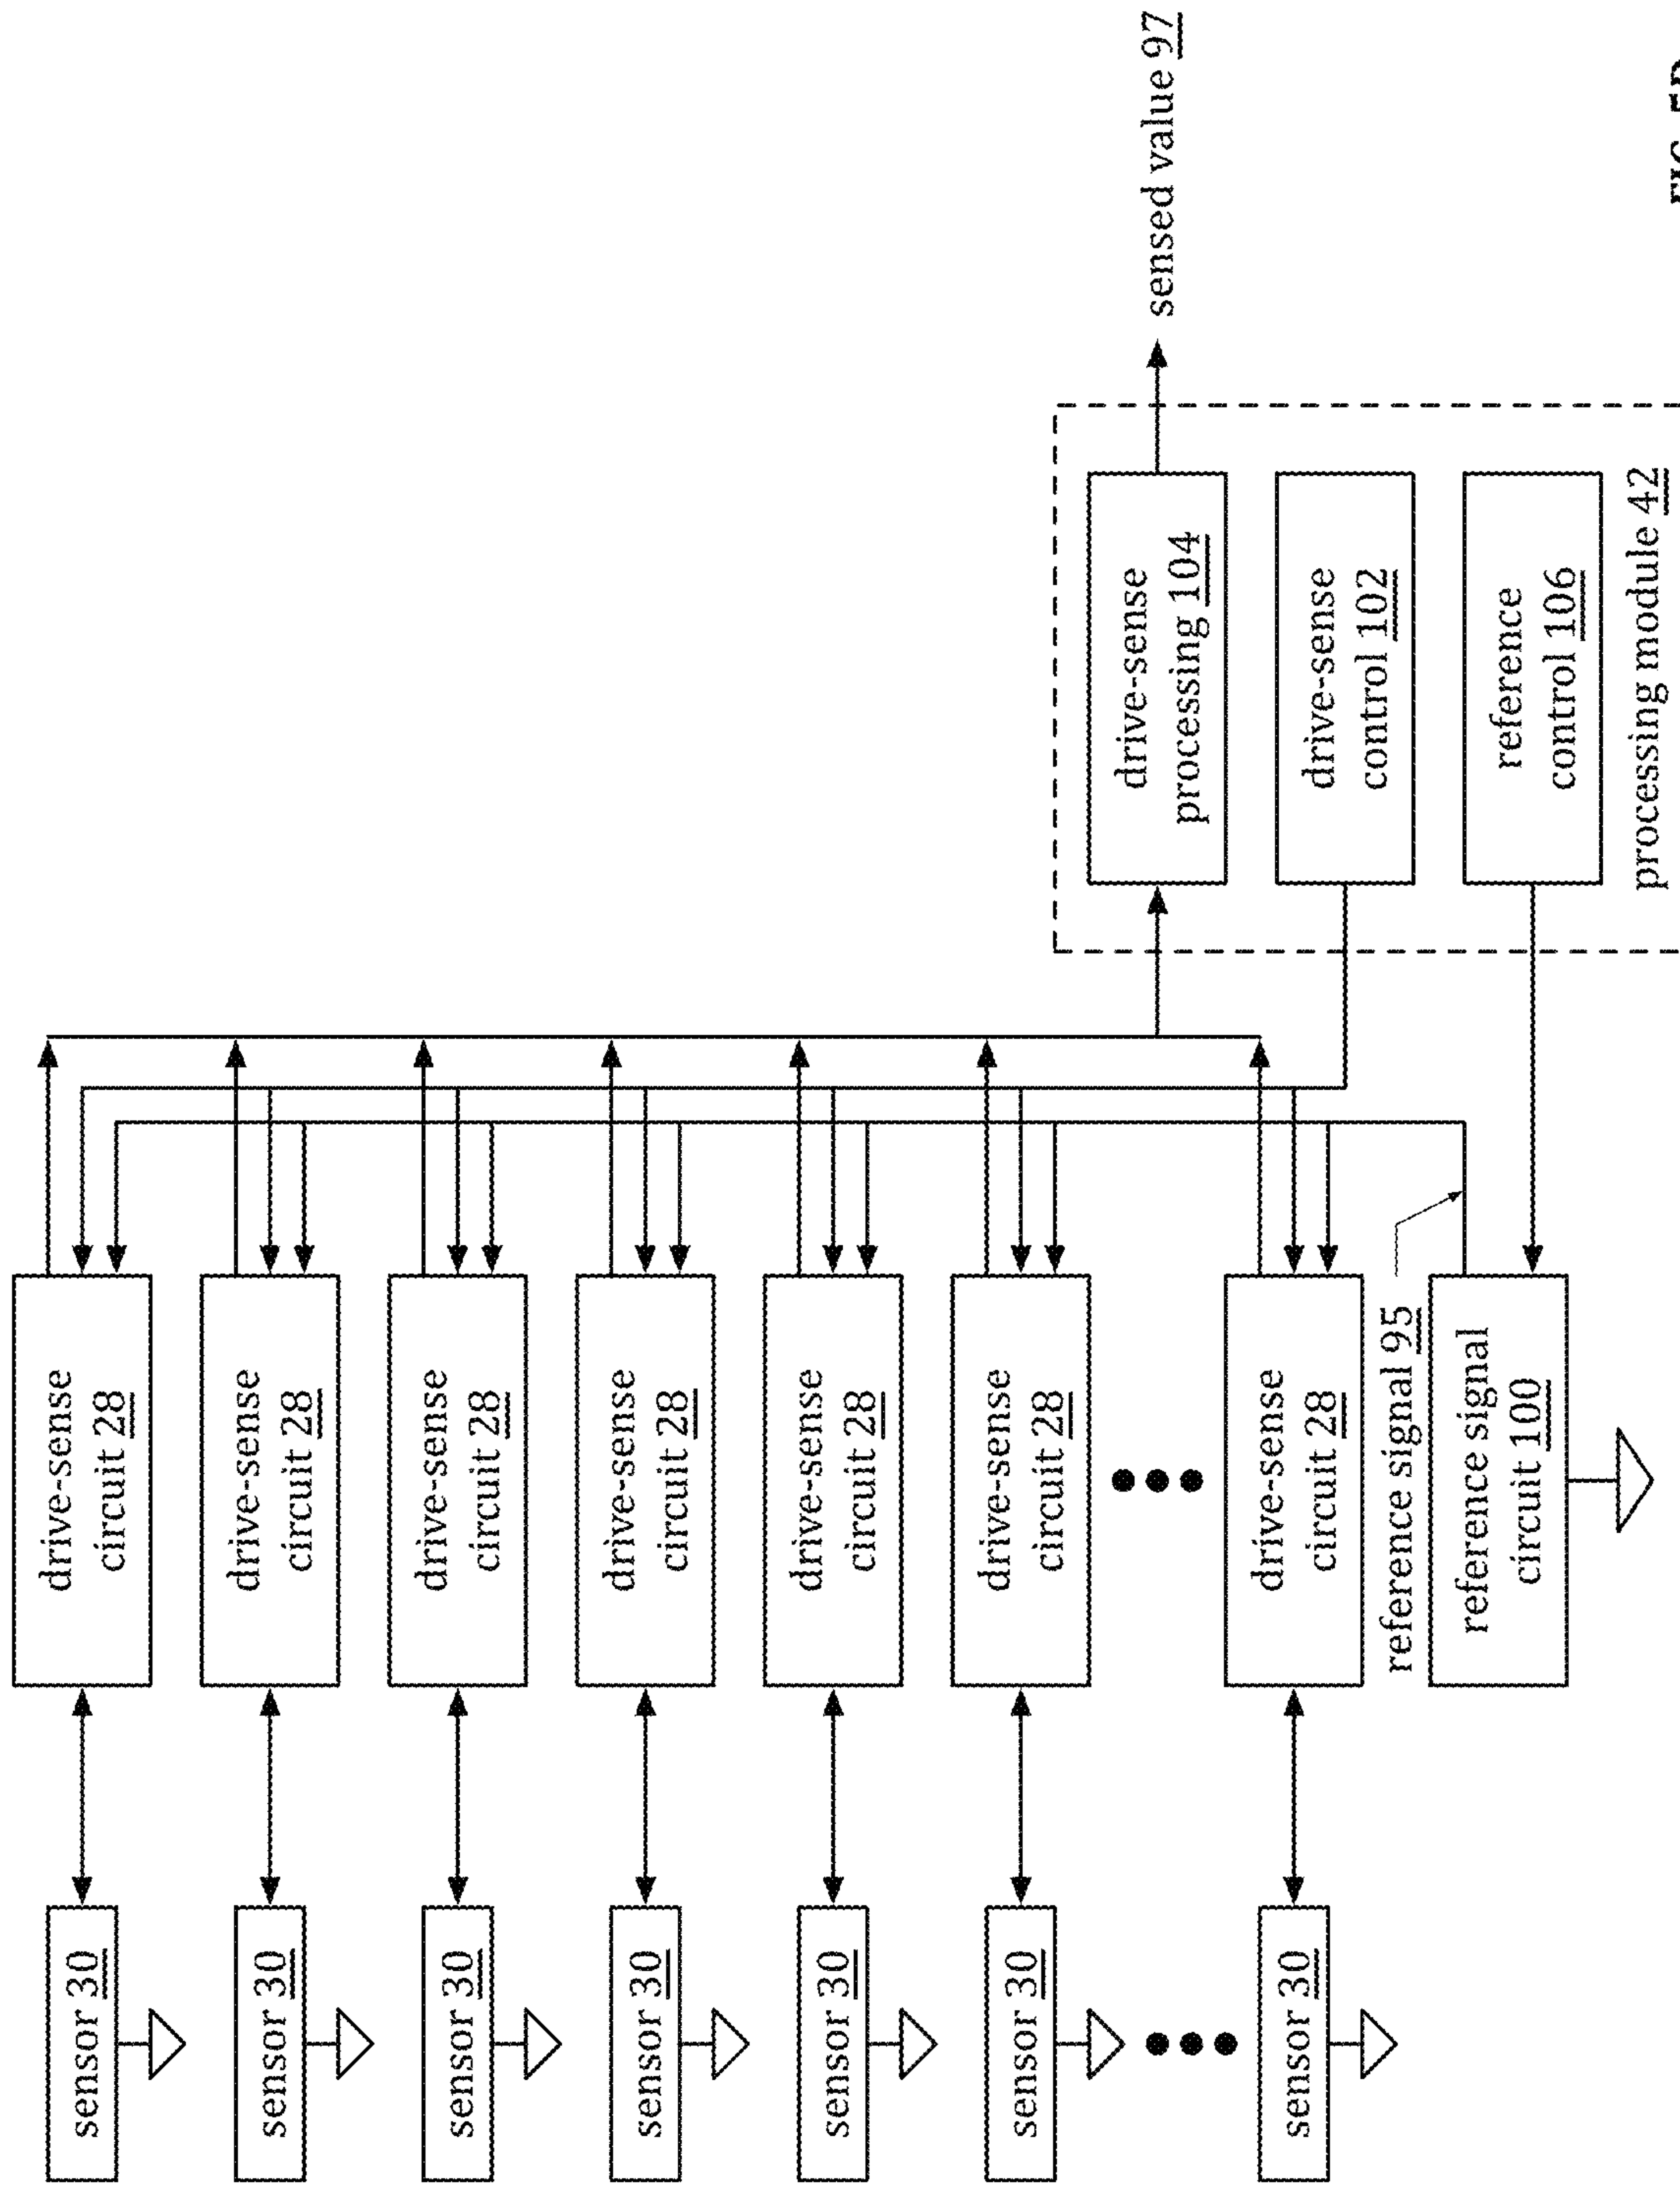 drive-sense
circuit 28
drive-sense
circuit 28
drive-sense
circuit 28
drive-sense
circuit 28
drive-sense
circuit 28
drive-sense
circuit 28
drive-sense
circuit 28
sensor 30
sensor 30
sensor 30
sensor 30
sensor 30
sensor 30
sensor 30
reference signal 95
reference signal
circuit 100
drive-sense
processing 104
drive-sense
control 102
reference
control 106
processing module 42
sensed value 97